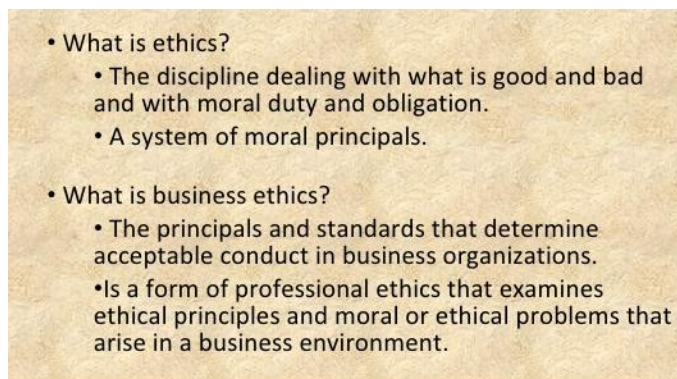 • What is ethics?
• The discipline dealing with what is good and bad
and with moral duty and obligation.
• A system of moral principals.
• What is business ethics?
• The principals and standards that determine
acceptable conduct in business organizations.
•Is a form of professional ethics that examines
ethical principles and moral or ethical problems that
arise in a business environment.